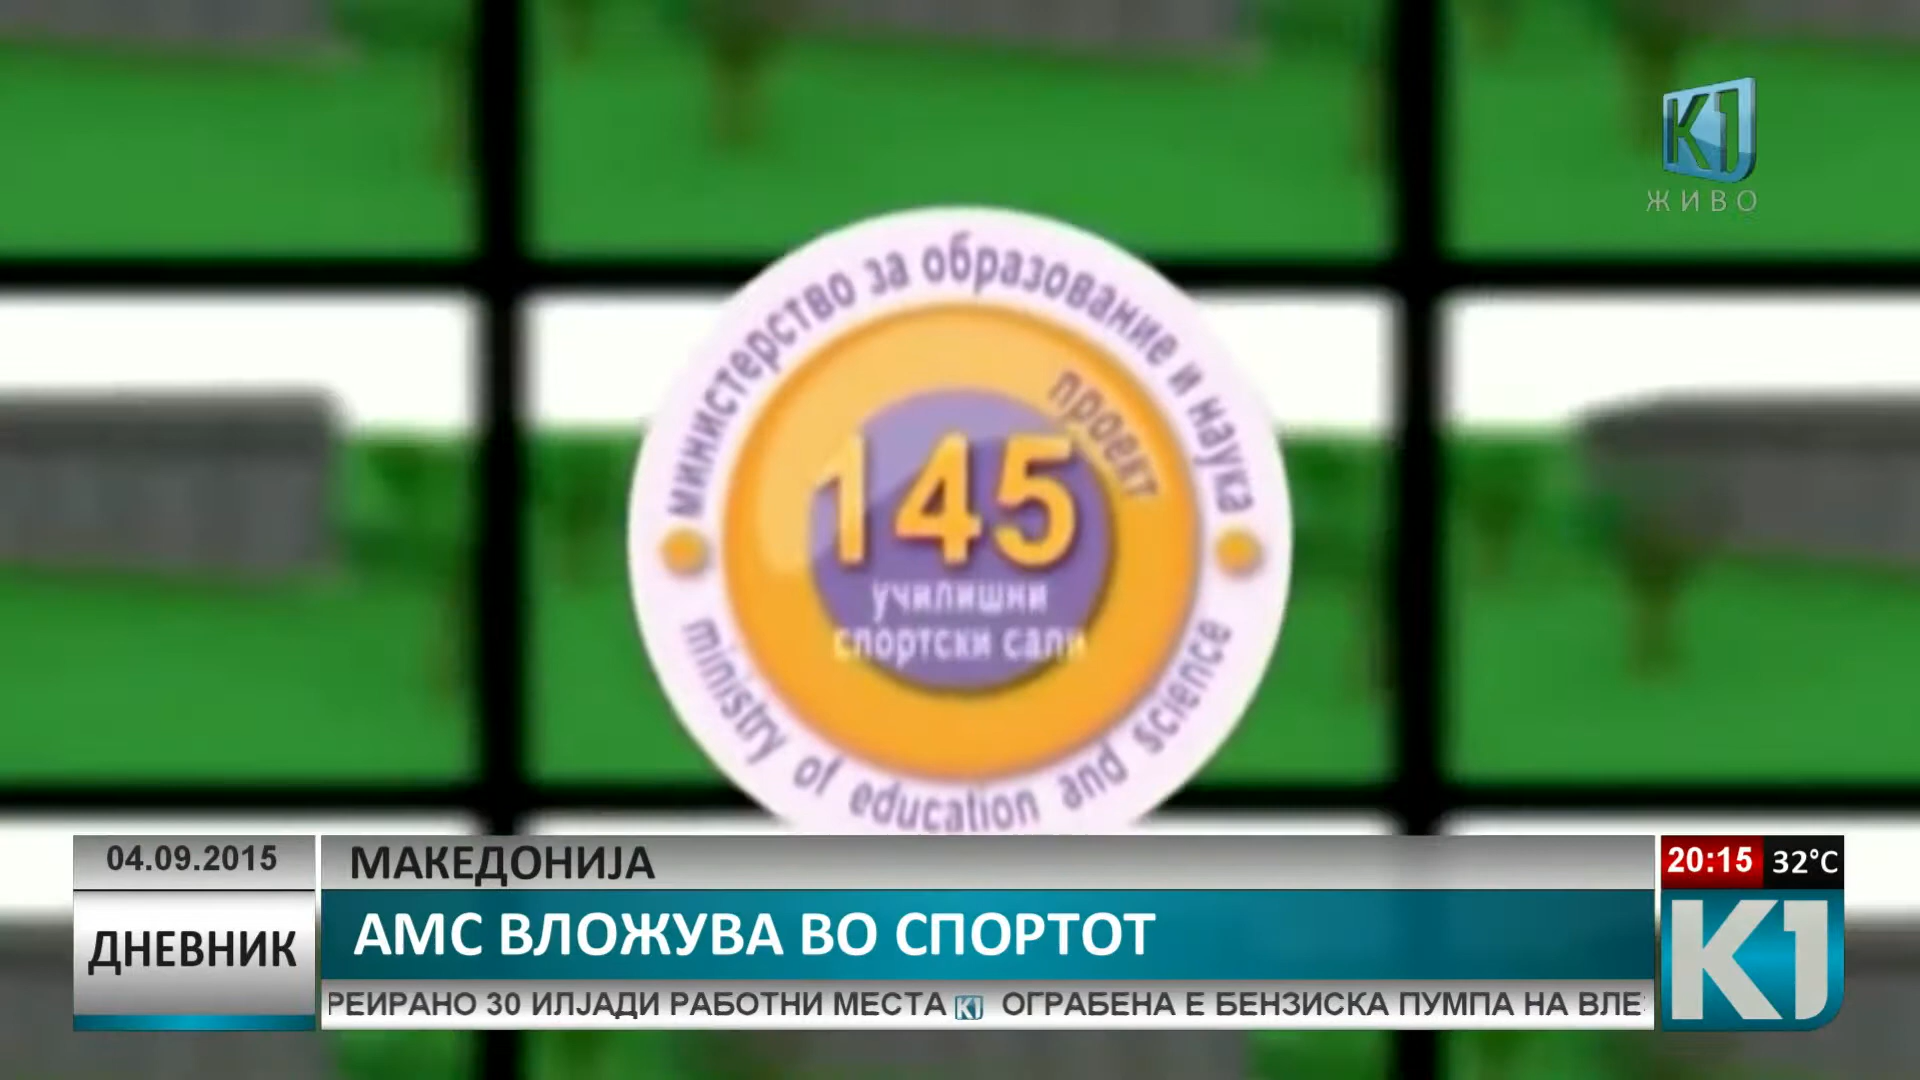 K1
ЖИВО
министерство за образование и наука
проект
145
училишни
спортски сали
ministry of education and science
04.09.2015
МАКЕДОНИЈА
20:15 32°C
ДНЕВНИК
АМС ВЛОЖУВА ВО СПОРТОТ
K1
РЕИРАНО 30 ИЛЈАДИ РАБОТНИ МЕСТА K1 ОГРАБЕНА Е БЕНЗИСКА ПУМПА НА ВЛЕ